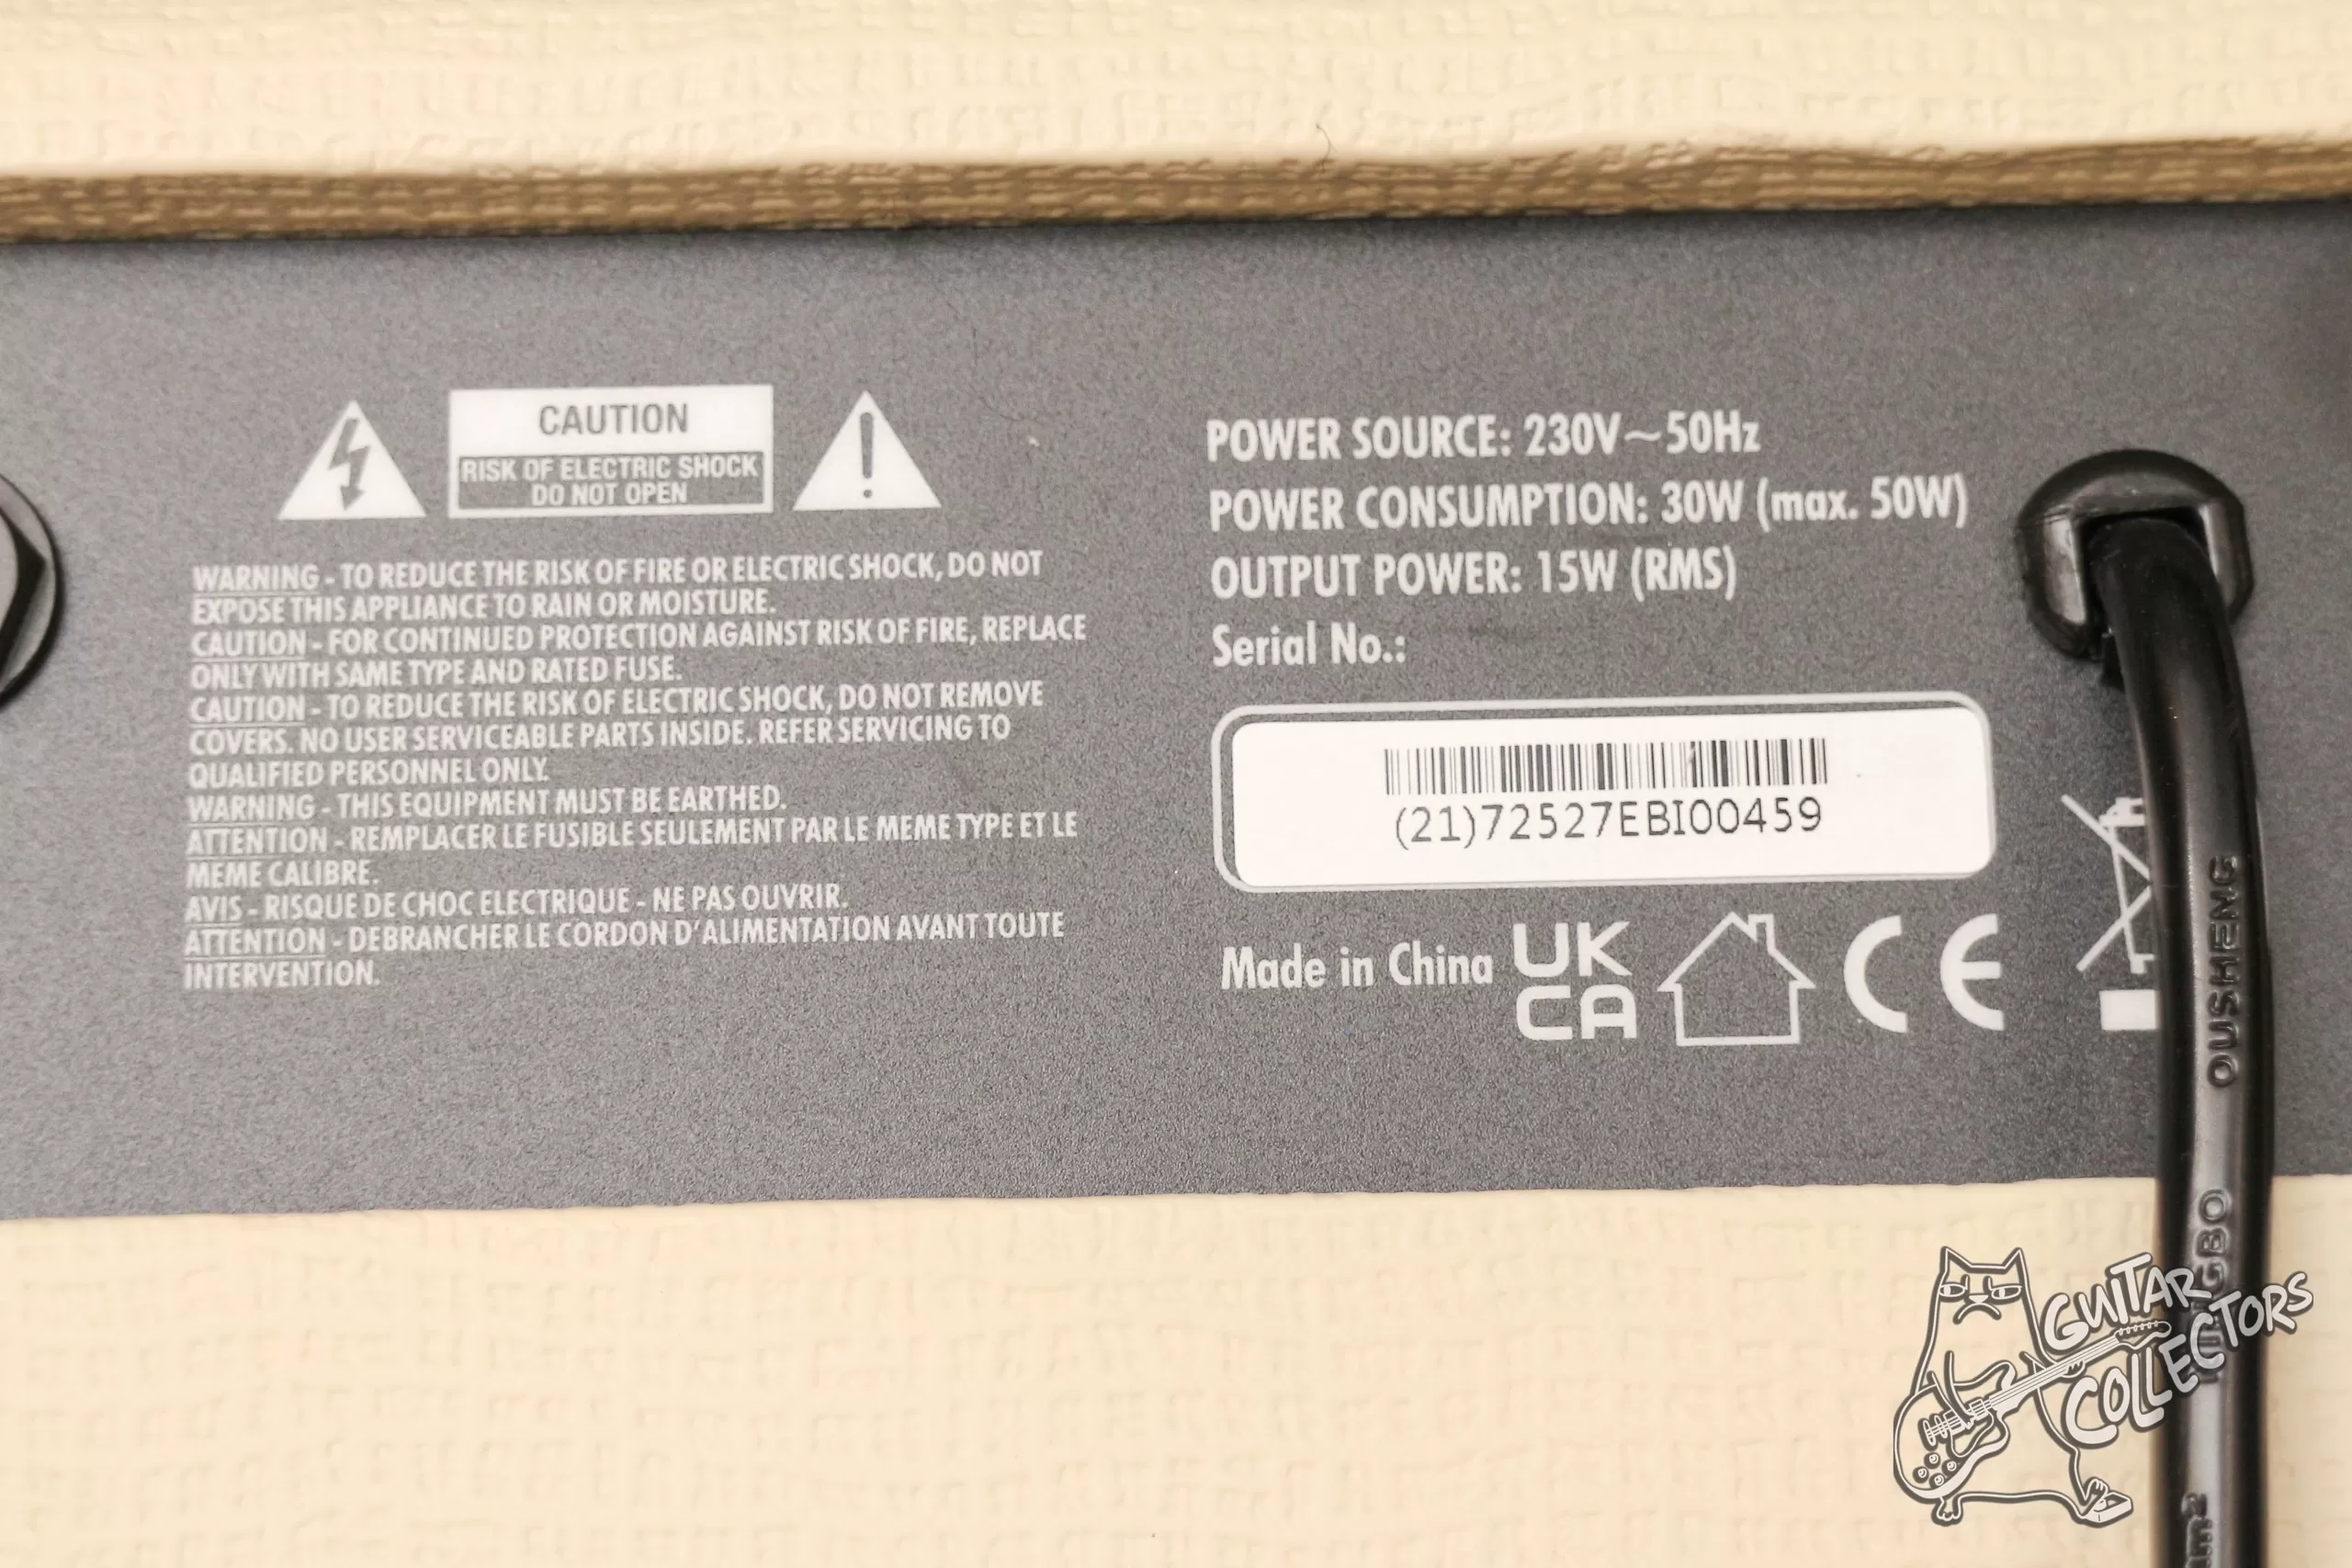 CAUTION
RISK OF ELECTRIC SHOCK
DO NOT OPEN
WARNING - TO REDUCE THE RISK OF FIRE OR ELECTRIC SHOCK, DO NOT
EXPOSE THIS APPLIANCE TO RAIN OR MOISTURE.
CAUTION - FOR CONTINUED PROTECTION AGAINST RISK OF FIRE, REPLACE
ONLY WITH SAME TYPE AND RATED FUSE.
CAUTION - TO REDUCE THE RISK OF ELECTRIC SHOCK, DO NOT REMOVE
COVERS. NO USER SERVICEABLE PARTS INSIDE. REFER SERVICING TO
QUALIFIED PERSONNEL ONLY.
WARNING - THIS EQUIPMENT MUST BE EARTHED.
ATTENTION - REMPLACER LE FUSIBLE SEULEMENT PAR LE MEME TYPE ET LE
MEME CALIBRE.
AVIS - RISQUE DE CHOC ELECTRIQUE - NE PAS OUVRIR.
ATTENTION - DEBRANCHER LE CORDON D'ALIMENTATION AVANT TOUTE
INTERVENTION.
POWER SOURCE: 230V~50Hz
POWER CONSUMPTION: 30W (max. 50W)
OUTPUT POWER: 15W (RMS)
Serial No.:
(21)72527EBI00459
Made in China UK CA CE
OUSHENG
GUITAR
COLLECTORS